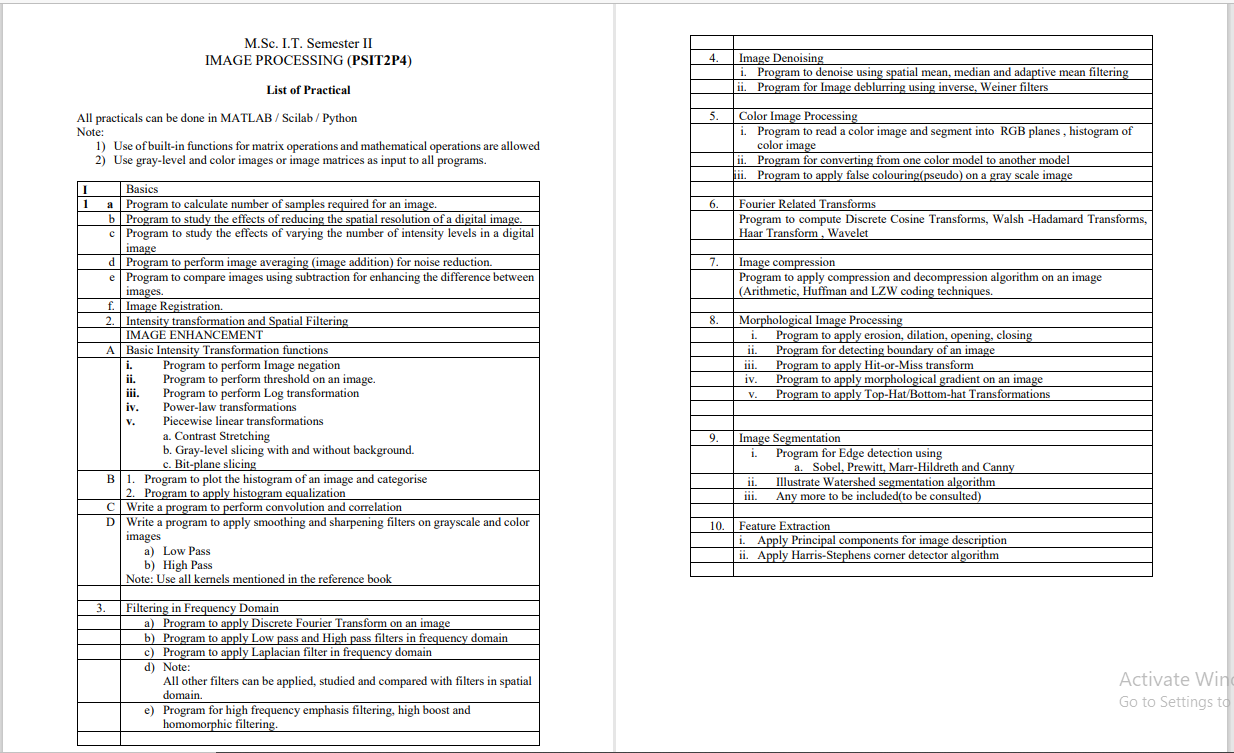 M.Sc. I.T. Semester II
IMAGE PROCESSING (PSIT2P4)
List of Practical
All practicals can be done in MATLAB / Scilab / Python
Note:
1) Use of built-in functions for matrix operations and mathematical operations are allowed
2) Use gray-level and color images or image matrices as input to all programs.
I Basics
1 a Program to calculate number of samples required for an image.
b Program to study the effects of reducing the spatial resolution of a digital image.
c Program to study the effects of varying the number of intensity levels in a digital
image
d Program to perform image averaging (image addition) for noise reduction.
e Program to compare images using subtraction for enhancing the difference between
images.
f. Image Registration.
2. Intensity transformation and Spatial Filtering
IMAGE ENHANCEMENT
A Basic Intensity Transformation functions
i. Program to perform Image negation
ii. Program to perform threshold on an image.
iii. Program to perform Log transformation
iv. Power-law transformations
v. Piecewise linear transformations
a. Contrast Stretching
b. Gray-level slicing with and without background.
c. Bit-plane slicing
B 1. Program to plot the histogram of an image and categorise
2. Program to apply histogram equalization
C Write a program to perform convolution and correlation
D Write a program to apply smoothing and sharpening filters on grayscale and color
images
a) Low Pass
b) High Pass
Note: Use all kernels mentioned in the reference book
3. Filtering in Frequency Domain
a) Program to apply Discrete Fourier Transform on an image
b) Program to apply Low pass and High pass filters in frequency domain
c) Program to apply Laplacian filter in frequency domain
d) Note:
All other filters can be applied, studied and compared with filters in spatial
domain.
e) Program for high frequency emphasis filtering, high boost and
homomorphic filtering.
4. Image Denoising
i. Program to denoise using spatial mean, median and adaptive mean filtering
ii. Program for Image deblurring using inverse, Weiner filters
5. Color Image Processing
i. Program to read a color image and segment into RGB planes , histogram of
color image
ii. Program for converting from one color model to another model
iii. Program to apply false colouring(pseudo) on a gray scale image
6. Fourier Related Transforms
Program to compute Discrete Cosine Transforms, Walsh -Hadamard Transforms,
Haar Transform , Wavelet
7. Image compression
Program to apply compression and decompression algorithm on an image
(Arithmetic, Huffman and LZW coding techniques.
8. Morphological Image Processing
i. Program to apply erosion, dilation, opening, closing
ii. Program for detecting boundary of an image
iii. Program to apply Hit-or-Miss transform
iv. Program to apply morphological gradient on an image
v. Program to apply Top-Hat/Bottom-hat Transformations
9. Image Segmentation
i. Program for Edge detection using
a. Sobel, Prewitt, Marr-Hildreth and Canny
ii. Illustrate Watershed segmentation algorithm
iii. Any more to be included(to be consulted)
10. Feature Extraction
i. Apply Principal components for image description
ii. Apply Harris-Stephens corner detector algorithm
Activate Win
Go to Settings to